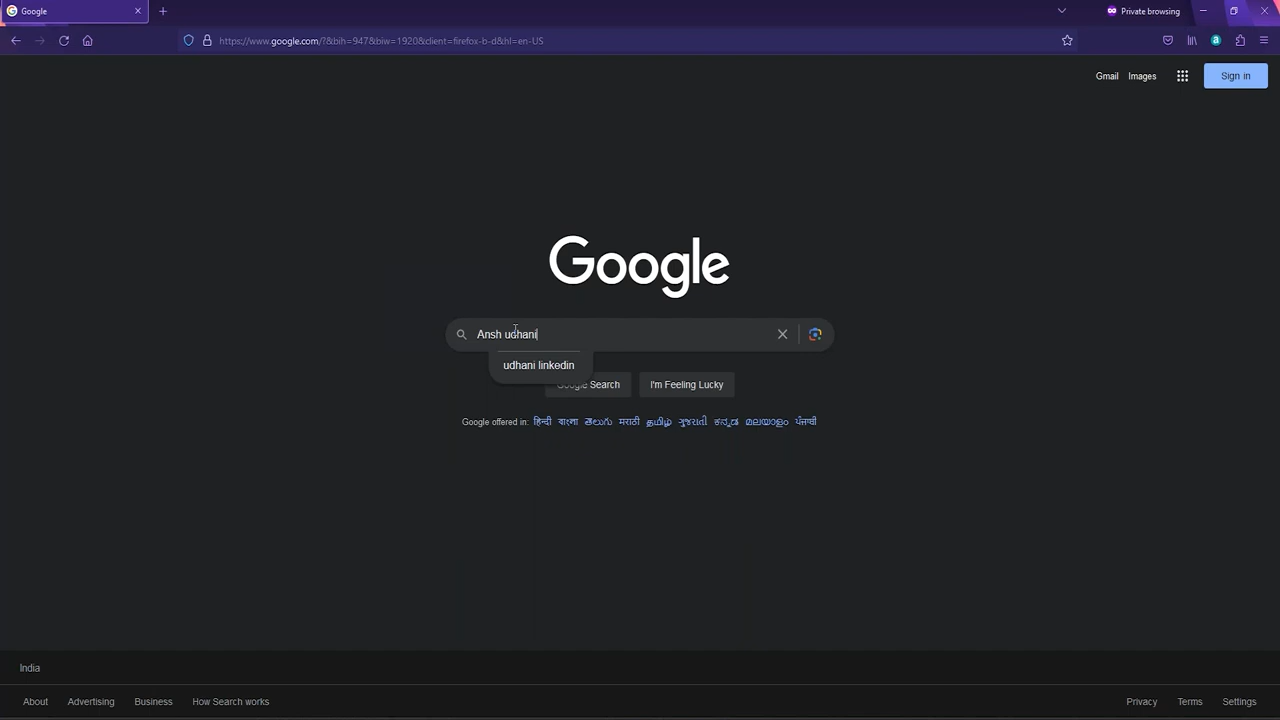 Google
Private browsing
https://www.google.com/?&bih=947&biw=1920&client=firefox-b-d&hl=en-US
Gmail Images Sign in
Google
Ansh udhani
udhani linkedin
Google Search I'm Feeling Lucky
Google offered in: हिन्दी বাংলা తెలుగు मराठी தமிழ் ગુજરાતી ಕನ್ನಡ മലയാളം ਪੰਜਾਬੀ
India
About Advertising Business How Search works Privacy Terms Settings